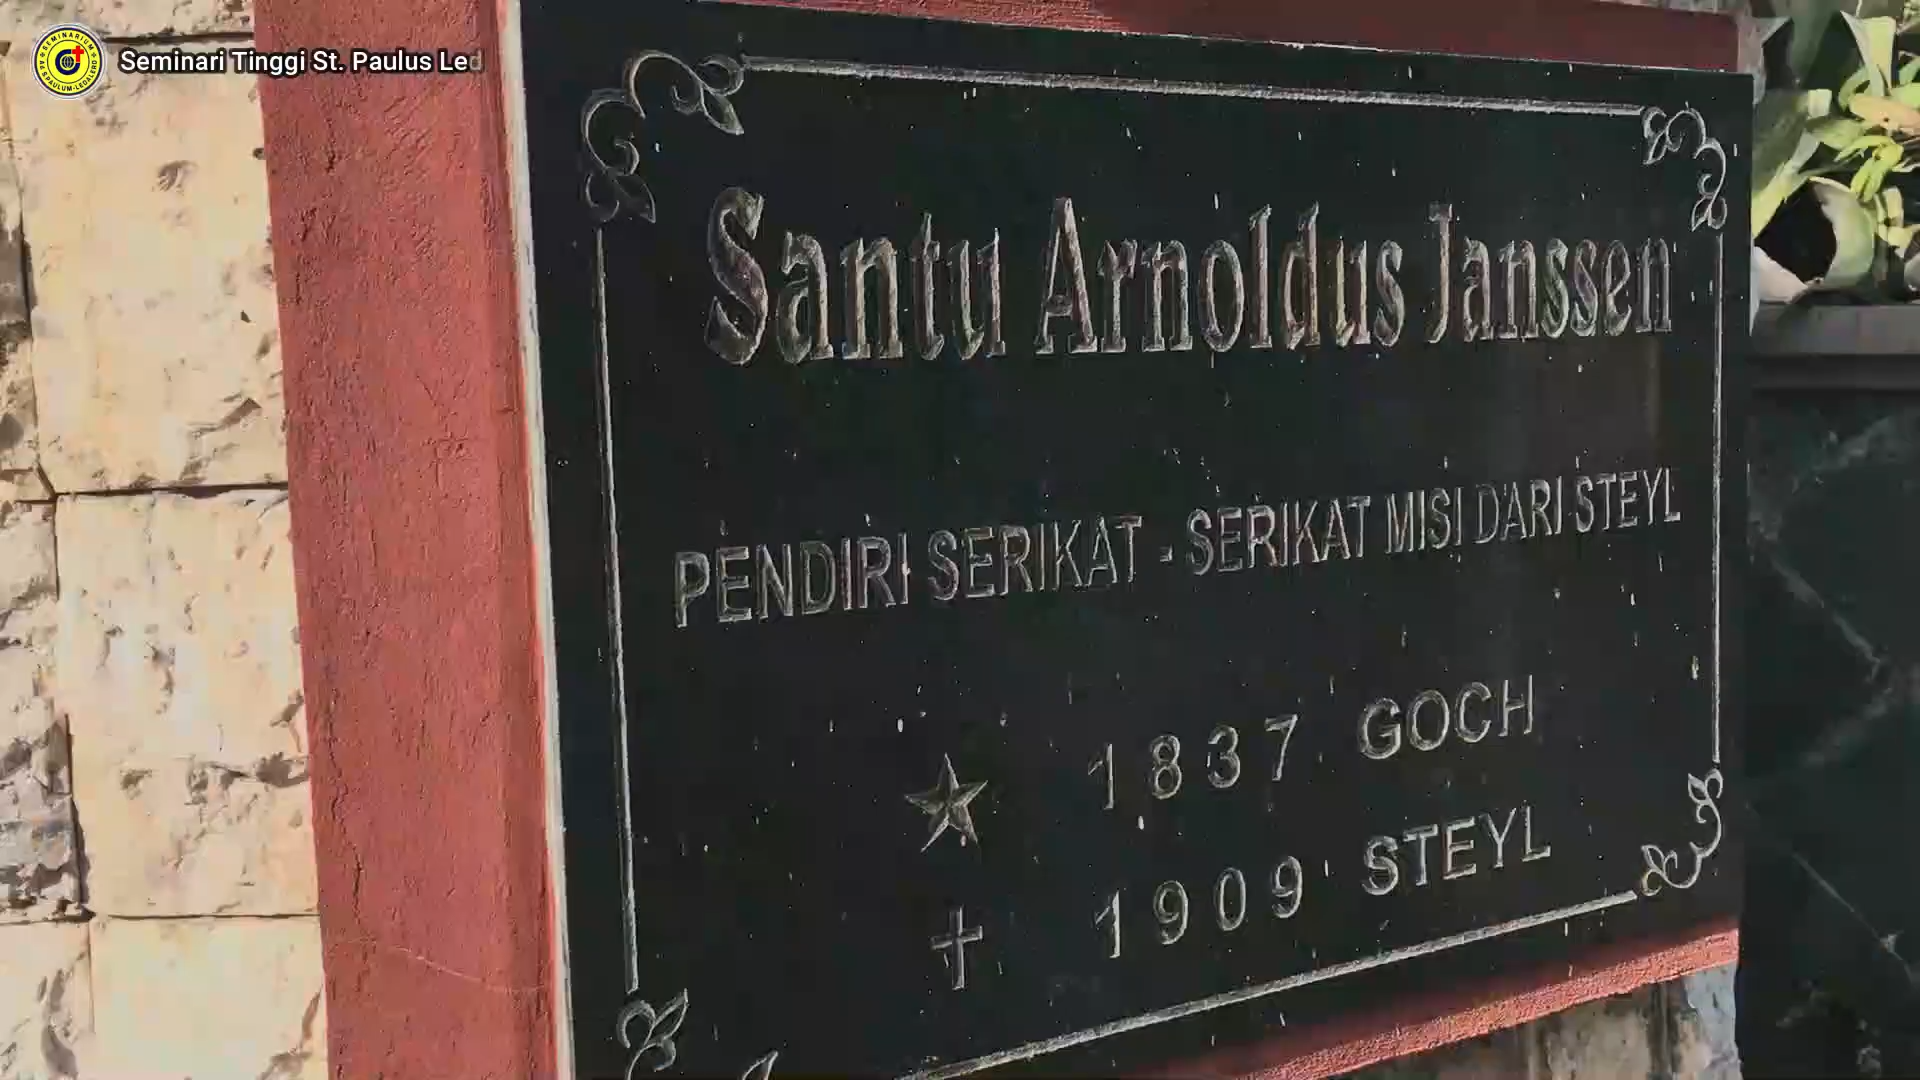 Seminari Tinggi St. Paulus Led
Santu Arnoldus Janssen
PENDIRI SERIKAT - SERIKAT MISI DARI STEYL
1837 GOCH
1909 STEYL